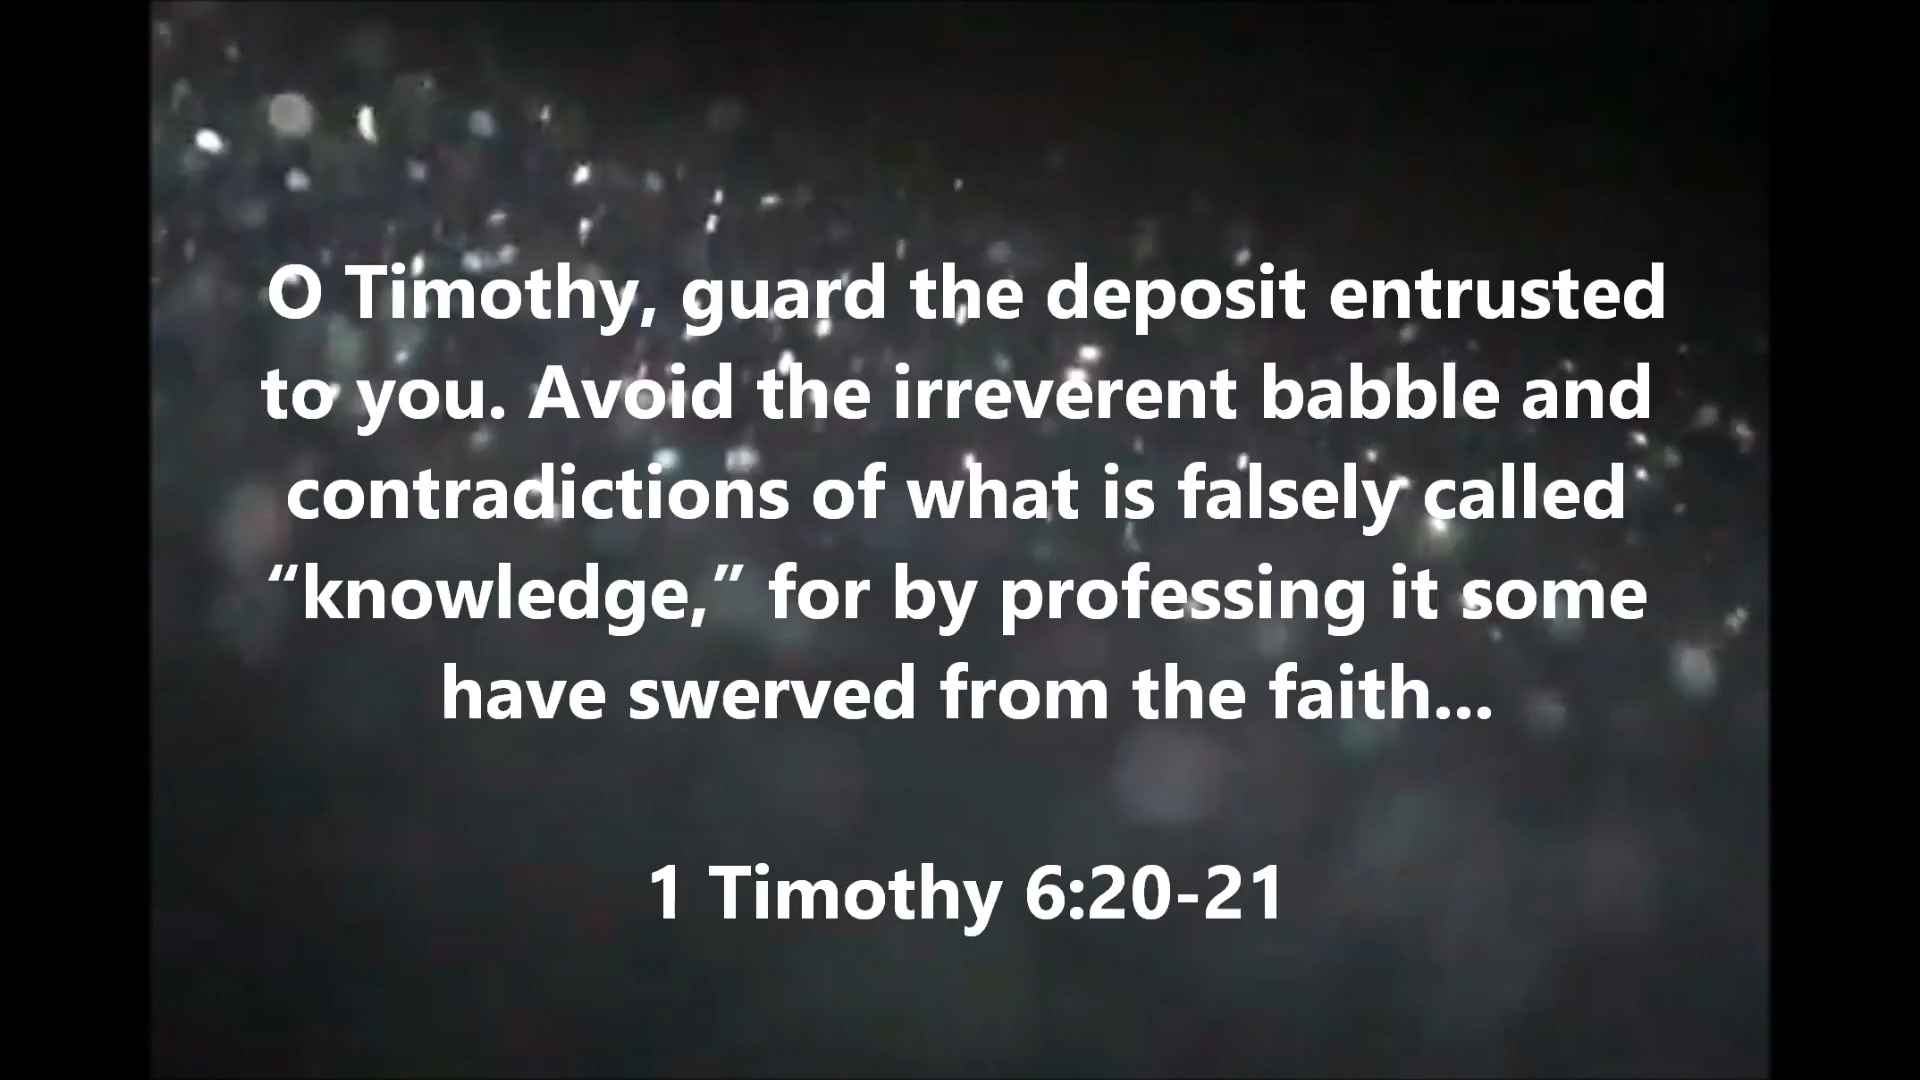 O Timothy, guard the deposit entrusted
to you. Avoid the irreverent babble and
contradictions of what is falsely called
“knowledge,” for by professing it some
have swerved from the faith...
1 Timothy 6:20-21